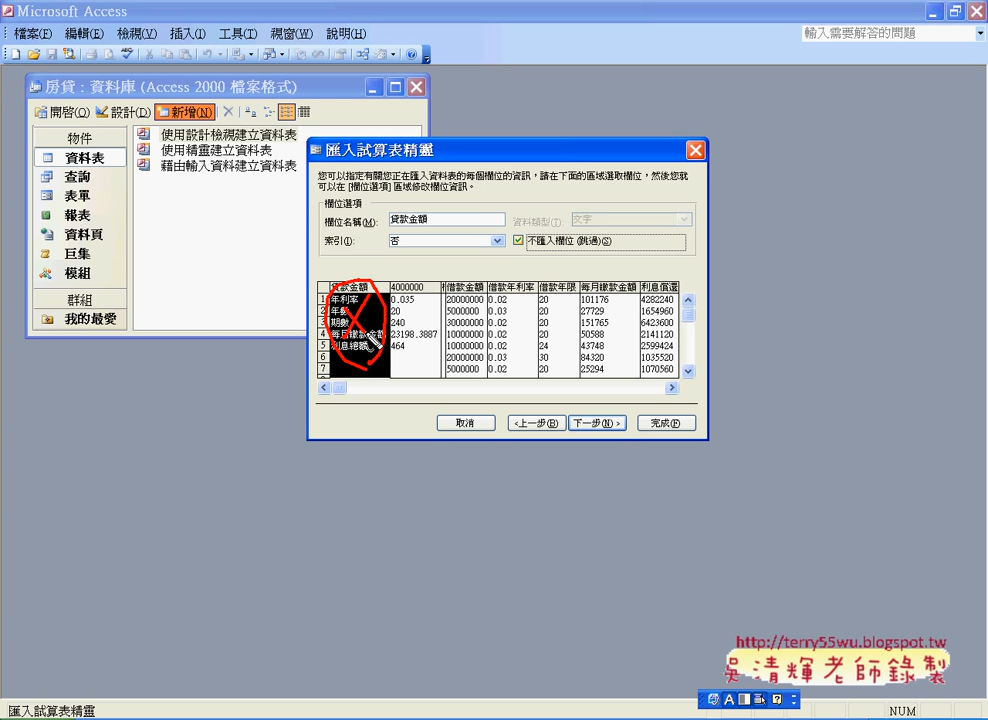 Microsoft Access
檔案(F) 編輯(E) 檢視(V) 插入(I) 工具(T) 視窗(W) 說明(H)
輸入需要解答的問題
房貸：資料庫 (Access 2000 檔案格式)
開啓(O) 設計(D) 新增(N)
物件
資料表
查詢
表單
報表
資料頁
巨集
模組
群組
我的最愛
使用設計檢視建立資料表
使用精靈建立資料表
藉由輸入資料建立資料表
匯入試算表精靈
您可以指定有關您正在匯入資料表的每個欄位的資訊，請在下面的區域選取欄位，然後您就
可以在 [欄位選項] 區域修改欄位資訊。
欄位選項
欄位名稱(M): 貸款金額 資料類型(T): 文字
索引(I): 否 不匯入欄位 (跳過)(S)
貸款金額 4000000 借款金額 借款年利率 借款年限 每月繳款金額 利息償還
1 年利率 0.035 20000000 0.02 20 101176 4282240
2 年數 20 5000000 0.03 20 27729 1654960
3 期數 240 30000000 0.02 20 151765 6423600
4 每月繳款金額 23198.3887 10000000 0.02 20 50588 2141120
5 利息總額 464 10000000 0.02 24 43748 2599424
6 20000000 0.03 30 84320 1035520
7 5000000 0.02 20 25294 1070560
取消 <上一步(B) 下一步(N) > 完成(F)
http://terry55wu.blogspot.tw
吳清輝老師錄製
匯入試算表精靈
NUM